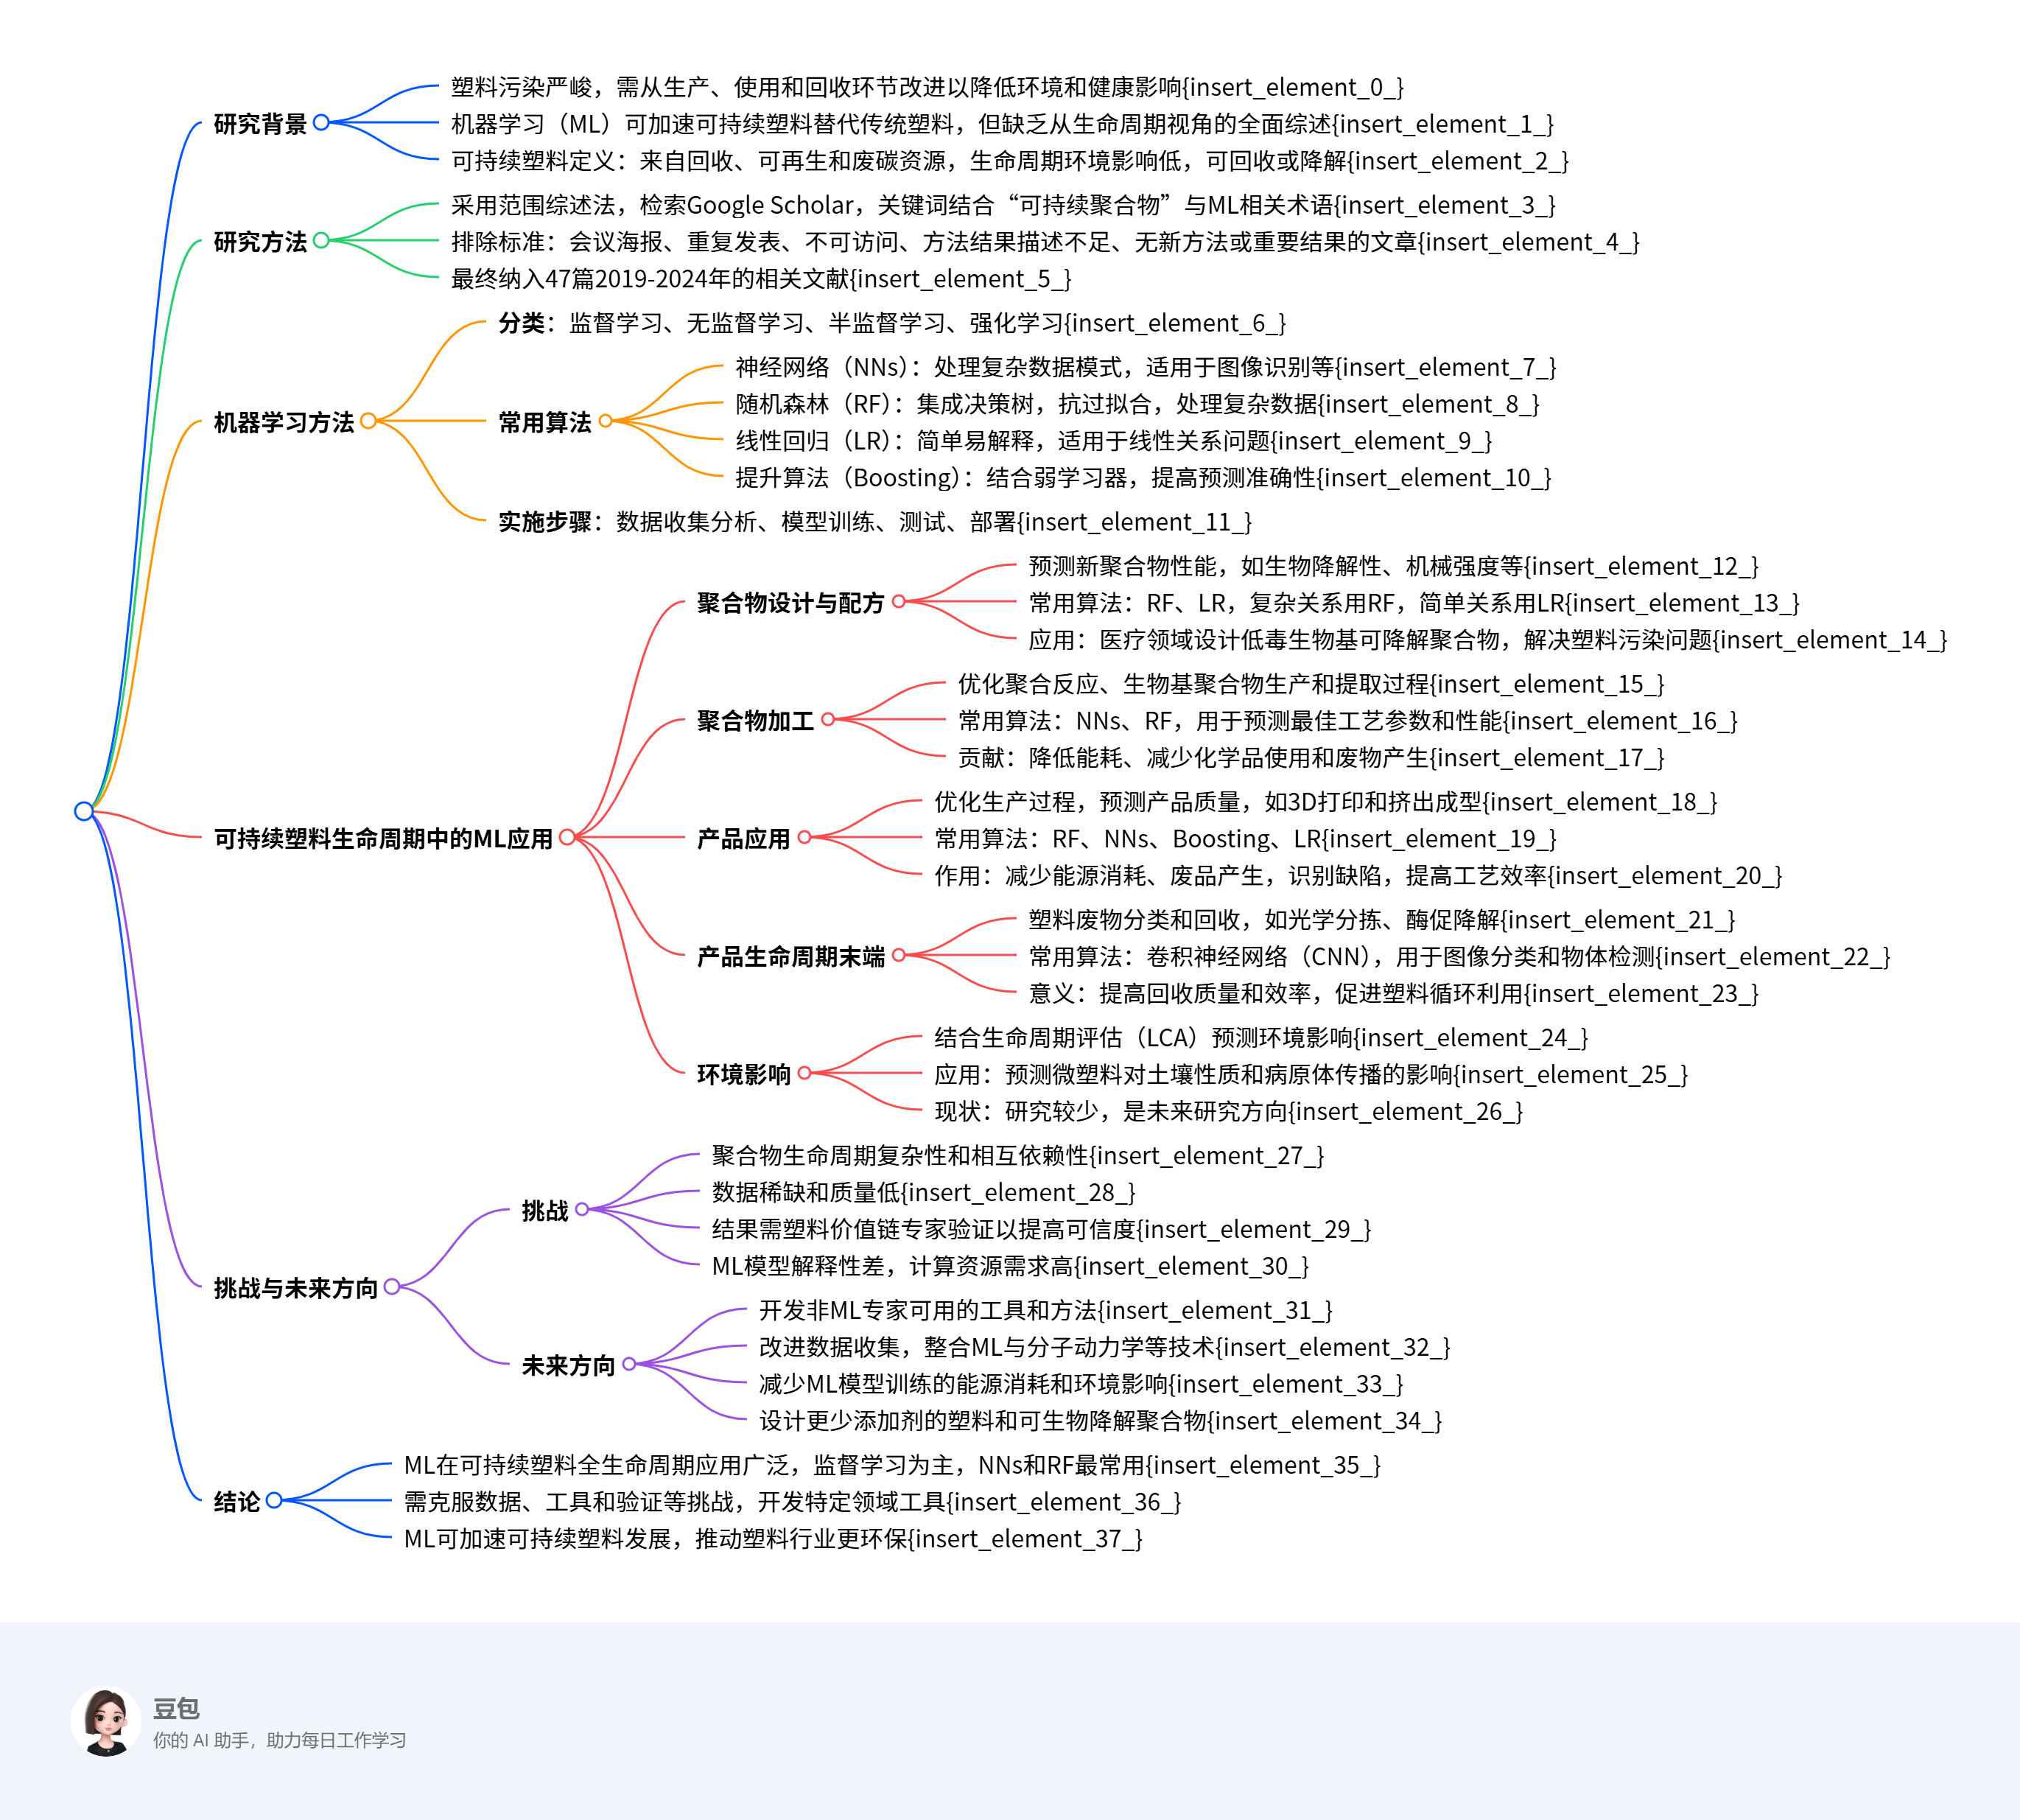 研究背景
塑料污染严峻，需从生产、使用和回收环节改进以降低环境和健康影响{insert_element_0_}
机器学习（ML）可加速可持续塑料替代传统塑料，但缺乏从生命周期视角的全面综述{insert_element_1_}
可持续塑料定义：来自回收、可再生和废碳资源，生命周期环境影响低，可回收或降解{insert_element_2_}
研究方法
采用范围综述法，检索Google Scholar，关键词结合“可持续聚合物”与ML相关术语{insert_element_3_}
排除标准：会议海报、重复发表、不可访问、方法结果描述不足、无新方法或重要结果的文章{insert_element_4_}
最终纳入47篇2019-2024年的相关文献{insert_element_5_}
机器学习方法
分类：监督学习、无监督学习、半监督学习、强化学习{insert_element_6_}
常用算法
神经网络（NNs）：处理复杂数据模式，适用于图像识别等{insert_element_7_}
随机森林（RF）：集成决策树，抗过拟合，处理复杂数据{insert_element_8_}
线性回归（LR）：简单易解释，适用于线性关系问题{insert_element_9_}
提升算法（Boosting）：结合弱学习器，提高预测准确性{insert_element_10_}
实施步骤：数据收集分析、模型训练、测试、部署{insert_element_11_}
可持续塑料生命周期中的ML应用
聚合物设计与配方
预测新聚合物性能，如生物降解性、机械强度等{insert_element_12_}
常用算法：RF、LR，复杂关系用RF，简单关系用LR{insert_element_13_}
应用：医疗领域设计低毒生物基可降解聚合物，解决塑料污染问题{insert_element_14_}
聚合物加工
优化聚合反应、生物基聚合物生产和提取过程{insert_element_15_}
常用算法：NNs、RF，用于预测最佳工艺参数和性能{insert_element_16_}
贡献：降低能耗、减少化学品使用和废物产生{insert_element_17_}
产品应用
优化生产过程，预测产品质量，如3D打印和挤出成型{insert_element_18_}
常用算法：RF、NNs、Boosting、LR{insert_element_19_}
作用：减少能源消耗、废品产生，识别缺陷，提高工艺效率{insert_element_20_}
产品生命周期末端
塑料废物分类和回收，如光学分拣、酶促降解{insert_element_21_}
常用算法：卷积神经网络（CNN），用于图像分类和物体检测{insert_element_22_}
意义：提高回收质量和效率，促进塑料循环利用{insert_element_23_}
环境影响
结合生命周期评估（LCA）预测环境影响{insert_element_24_}
应用：预测微塑料对土壤性质和病原体传播的影响{insert_element_25_}
现状：研究较少，是未来研究方向{insert_element_26_}
挑战与未来方向
挑战
聚合物生命周期复杂性和相互依赖性{insert_element_27_}
数据稀缺和质量低{insert_element_28_}
结果需塑料价值链专家验证以提高可信度{insert_element_29_}
ML模型解释性差，计算资源需求高{insert_element_30_}
未来方向
开发非ML专家可用的工具和方法{insert_element_31_}
改进数据收集，整合ML与分子动力学等技术{insert_element_32_}
减少ML模型训练的能源消耗和环境影响{insert_element_33_}
设计更少添加剂的塑料和可生物降解聚合物{insert_element_34_}
结论
ML在可持续塑料全生命周期应用广泛，监督学习为主，NNs和RF最常用{insert_element_35_}
需克服数据、工具和验证等挑战，开发特定领域工具{insert_element_36_}
ML可加速可持续塑料发展，推动塑料行业更环保{insert_element_37_}
豆包
你的 AI 助手，助力每日工作学习